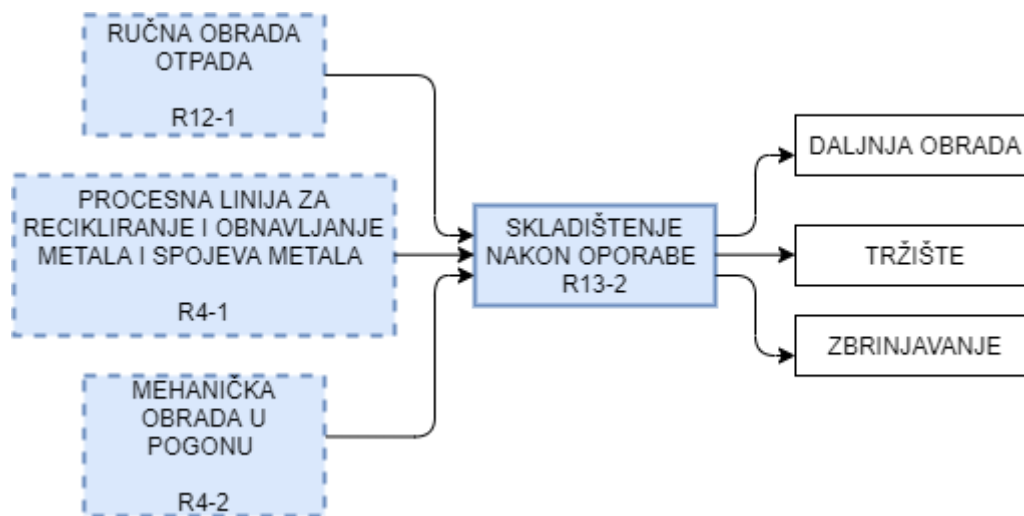 RUČNA OBRADA
OTPADA
R12-1
PROCESNA LINIJA ZA
RECIKLIRANJE I OBNAVLJANJE
METALA I SPOJEVA METALA
R4-1
MEHANIČKA
OBRADA U
POGONU
R4-2
SKLADIŠTENJE
NAKON OPORABE
R13-2
DALJNJA OBRADA
TRŽIŠTE
ZBRINJAVANJE